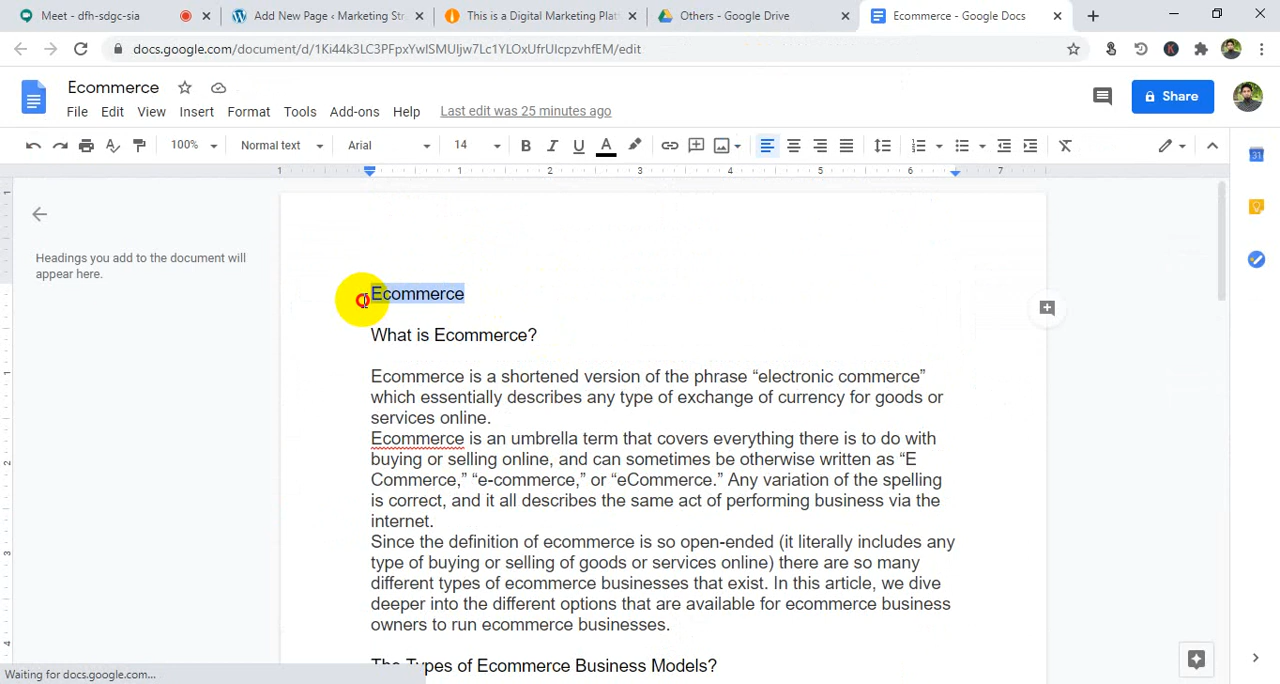 Meet - dfh-sdgc-sia
Add New Page ‹ Marketing Str
This is a Digital Marketing Plat
Others - Google Drive
Ecommerce - Google Docs
docs.google.com/document/d/1Ki44k3LC3PFpxYwISMUljw7Lc1YLOxUfrUIcpzvhfEM/edit
Ecommerce
File Edit View Insert Format Tools Add-ons Help Last edit was 25 minutes ago
Share
100% Normal text Arial 14 B I U A
1 1 2 3 4 5 6 7
31
Headings you add to the document will
appear here.
Ecommerce
What is Ecommerce?
Ecommerce is a shortened version of the phrase “electronic commerce”
which essentially describes any type of exchange of currency for goods or
services online.
Ecommerce is an umbrella term that covers everything there is to do with
buying or selling online, and can sometimes be otherwise written as “E
Commerce,” “e-commerce,” or “eCommerce.” Any variation of the spelling
is correct, and it all describes the same act of performing business via the
internet.
Since the definition of ecommerce is so open-ended (it literally includes any
type of buying or selling of goods or services online) there are so many
different types of ecommerce businesses that exist. In this article, we dive
deeper into the different options that are available for ecommerce business
owners to run ecommerce businesses.
The Types of Ecommerce Business Models?
Waiting for docs.google.com...